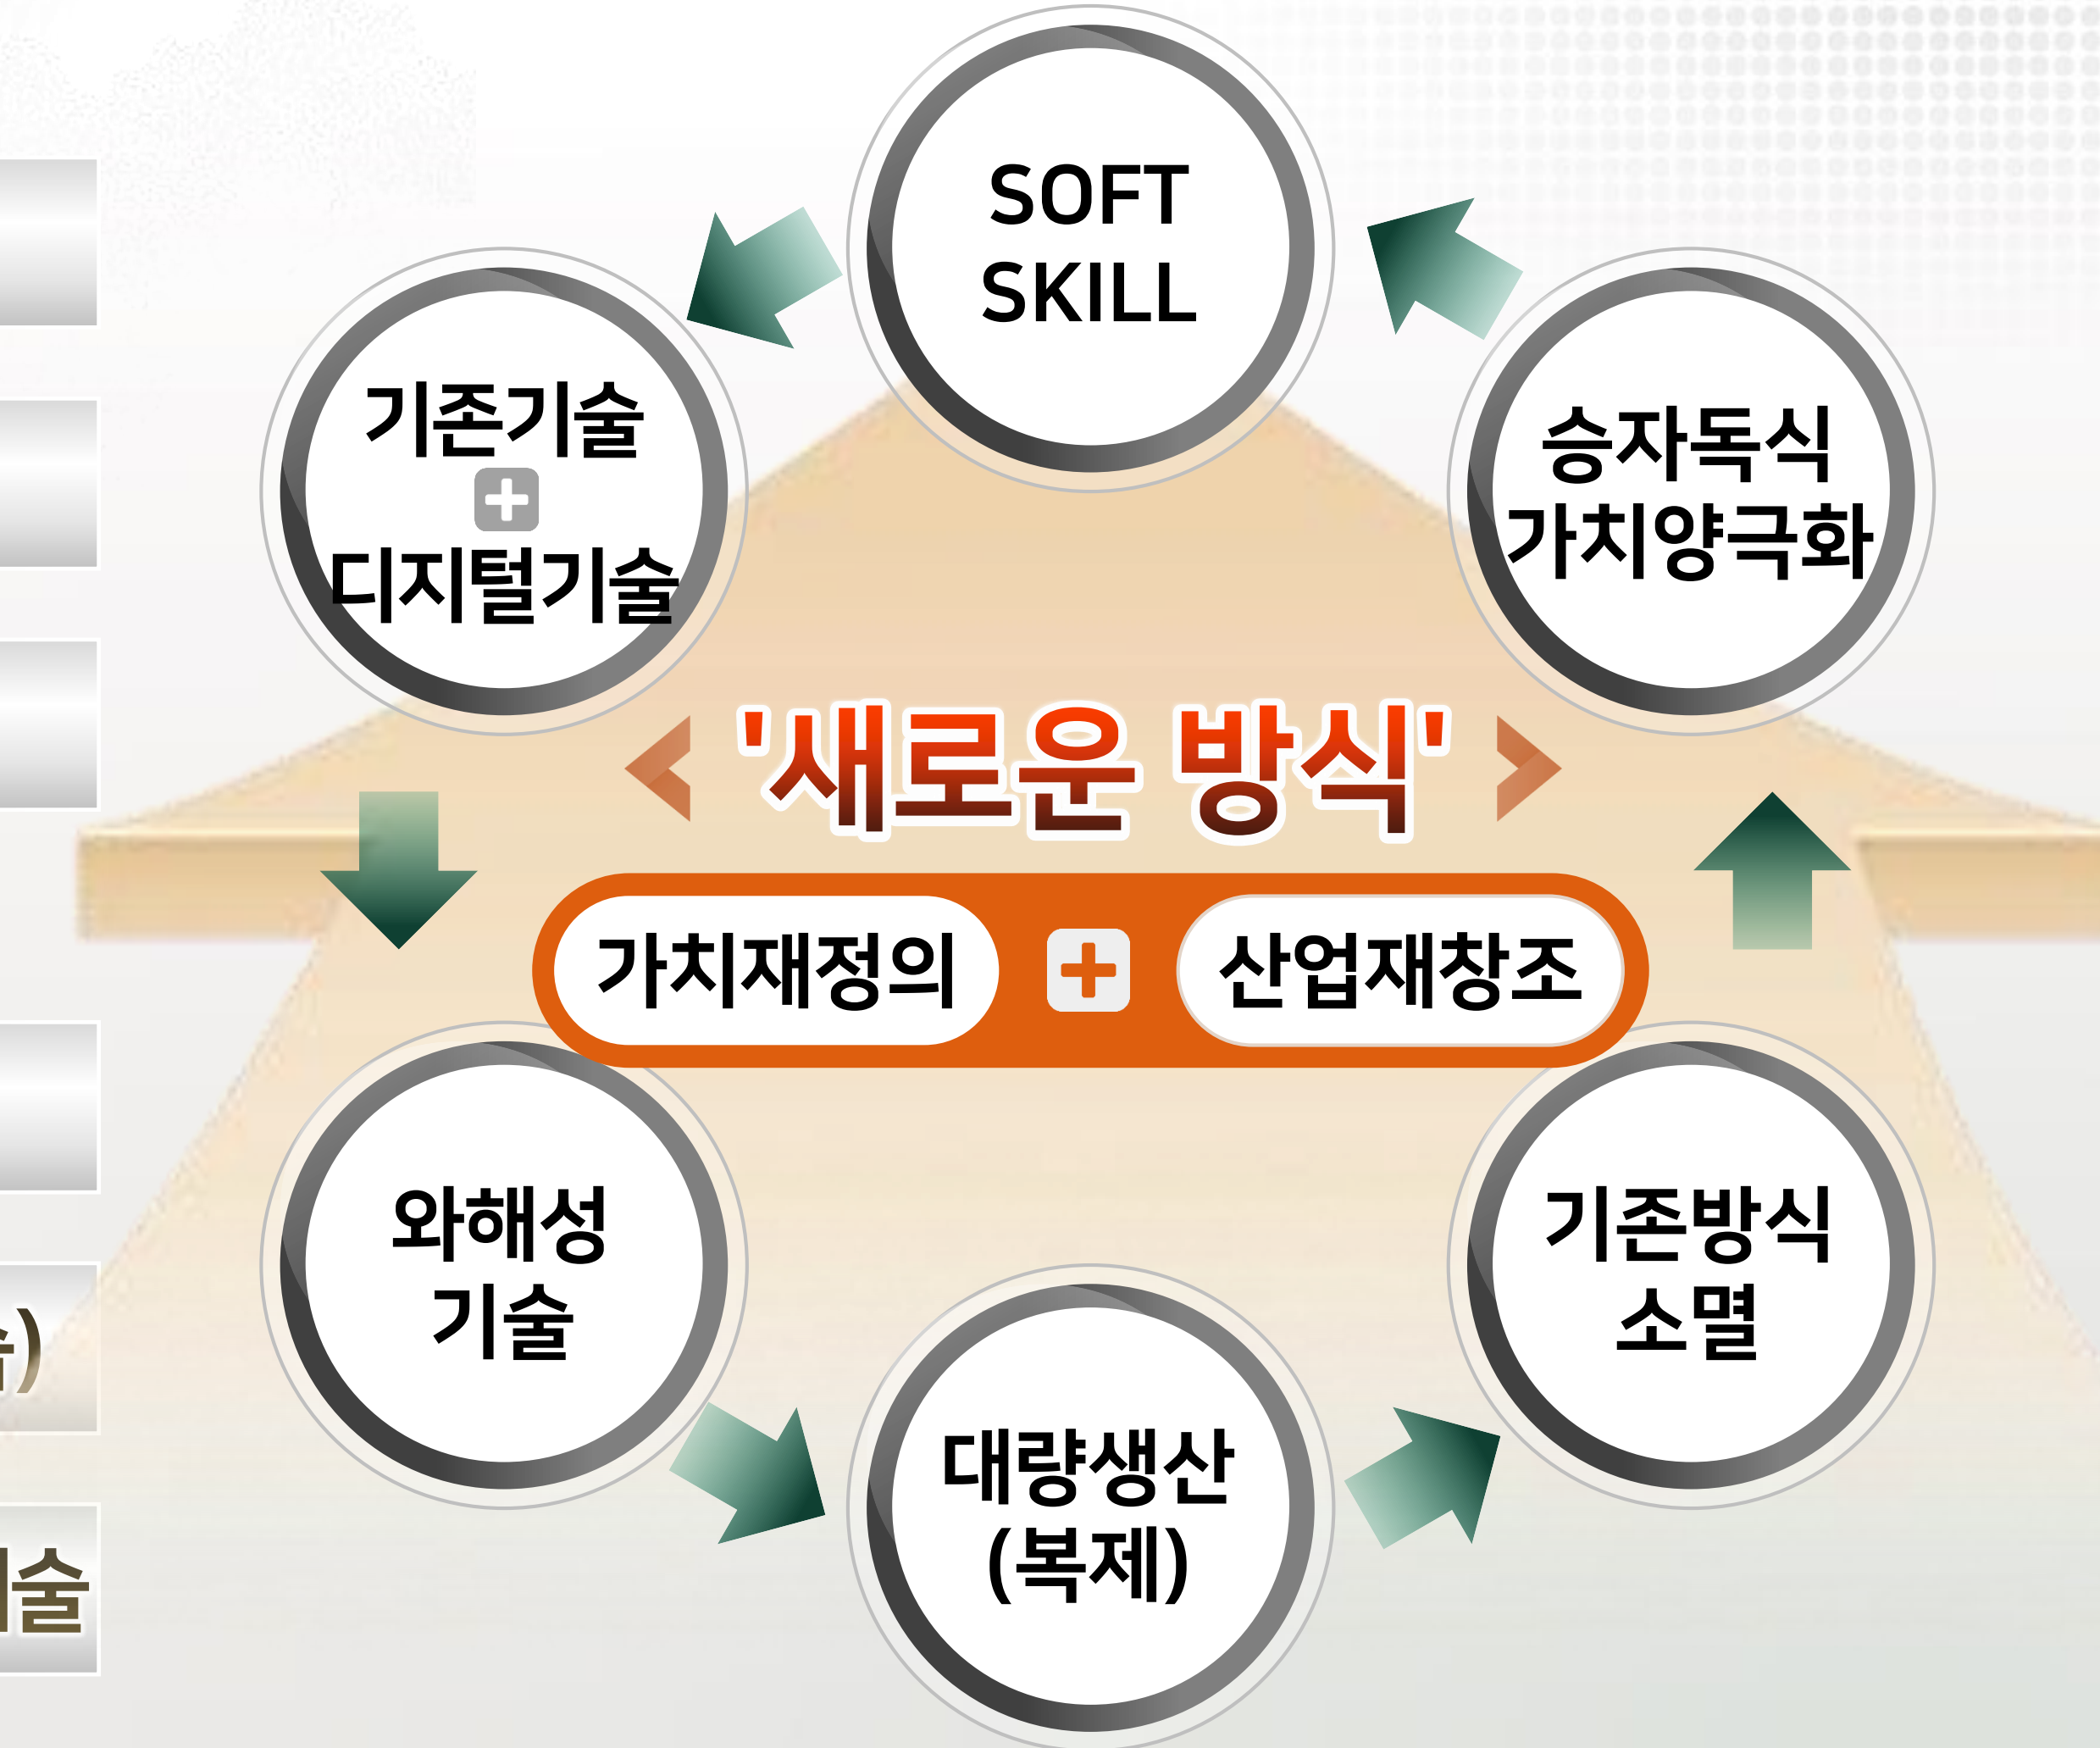 SOFT
SKILL
기존기술
디지털기술
승자독식
가치양극화
'새로운 방식'
가치재정의
산업재창조
와해성
기술
기존방식
소멸
대량생산
(복제)
)
술